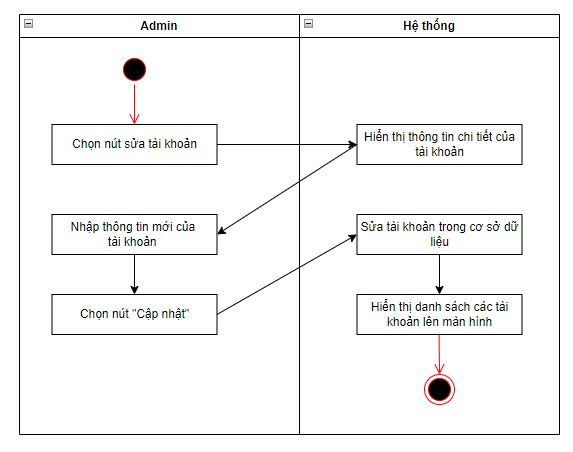 Admin
Hệ thống
Chọn nút sửa tài khoản
Hiển thị thông tin chi tiết của
tài khoản
Nhập thông tin mới của
tài khoản
Sửa tài khoản trong cơ sở dữ
liệu
Chọn nút "Cập nhật"
Hiển thị danh sách các tài
khoản lên màn hình